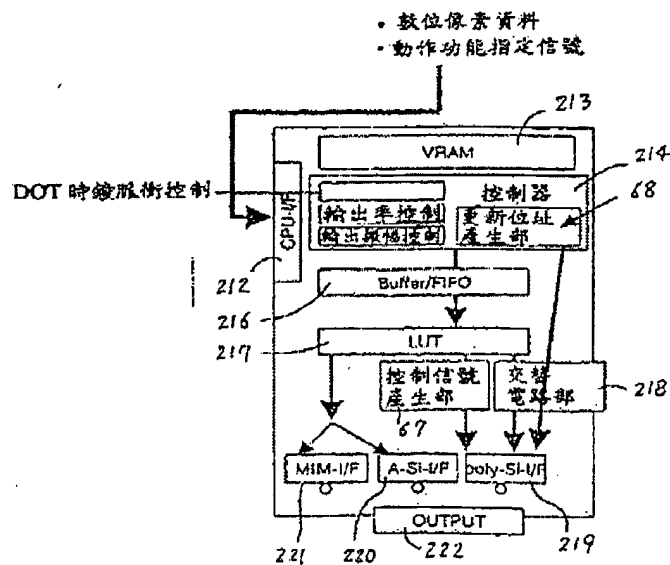 • 數位像素資料
• 動作功能指定信號
213
VRAM
214
DOT 時鐘脈衝控制
控制器
68
輸出率控制
重新位址
產生部
輸出振幅控制
CPU-I/F
212
Buffer/FIFO
216
LUT
217
控制信號
產生部
交替
電路部
218
67
MIM-I/F
A-Si-I/F
poly-Si-I/F
OUTPUT
221
220
222
219